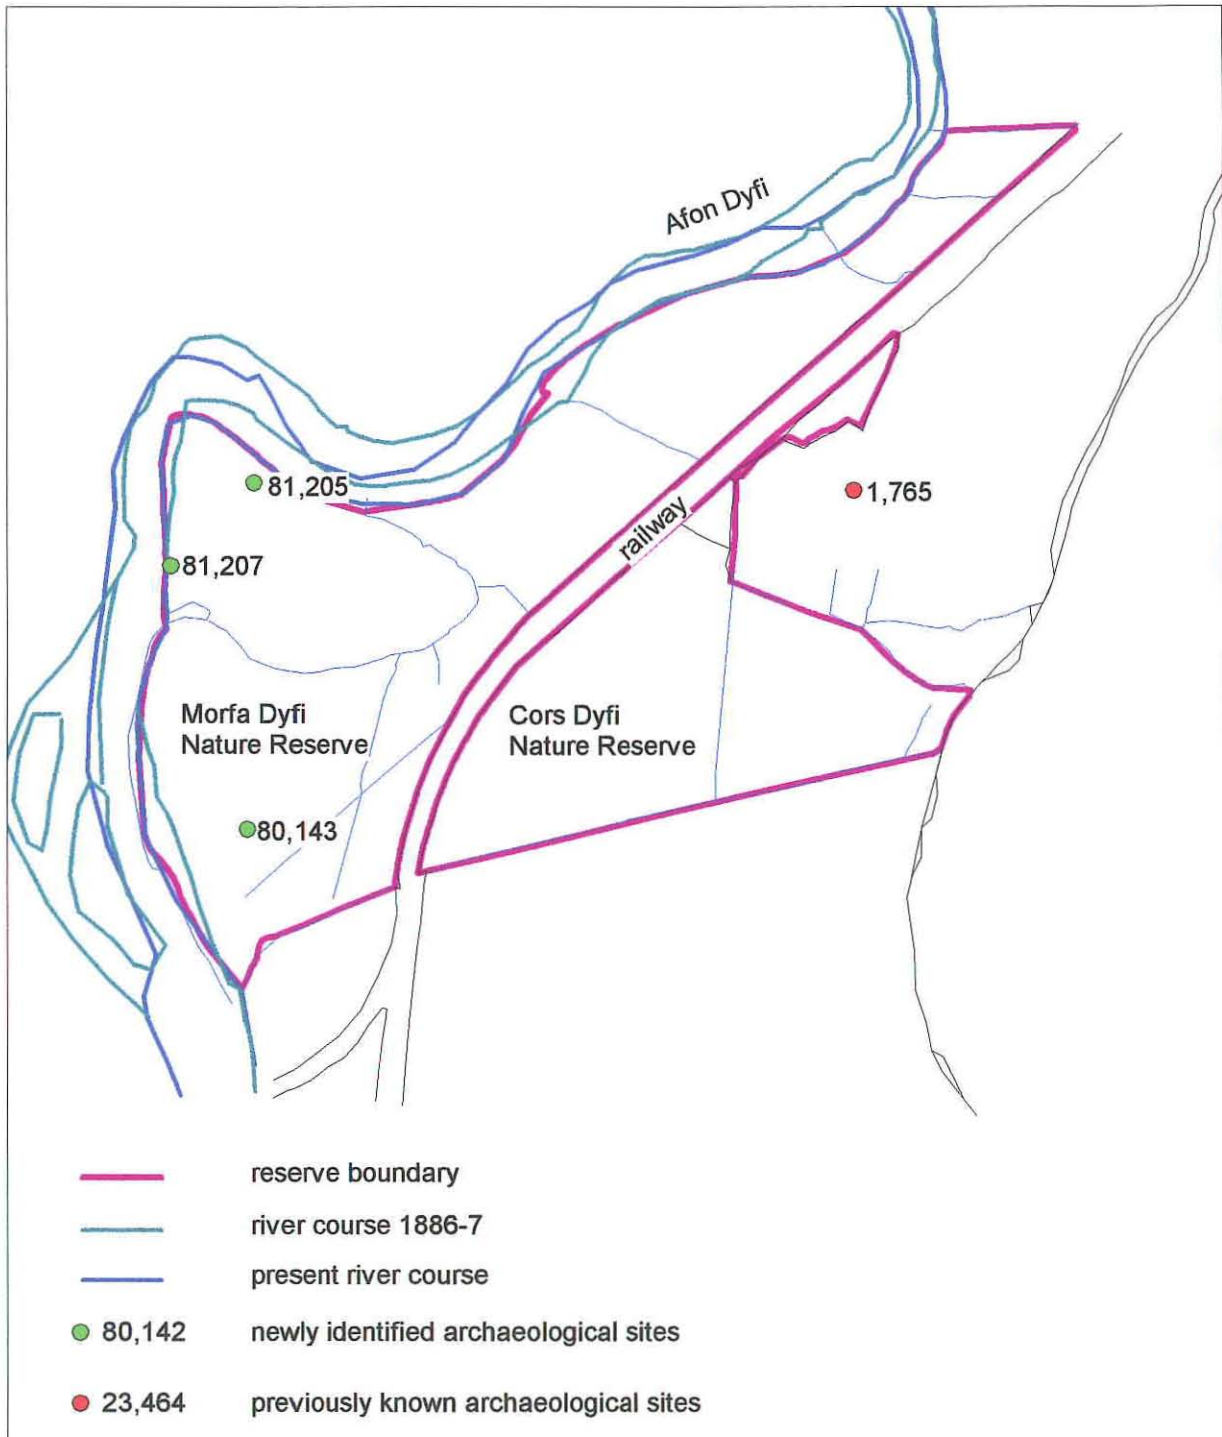 Afon Dyfi
81,205
1,765
railway
81,207
Morfa Dyfi
Nature Reserve
Cors Dyfi
Nature Reserve
80,143
reserve boundary
river course 1886-7
present river course
80,142 newly identified archaeological sites
23,464 previously known archaeological sites